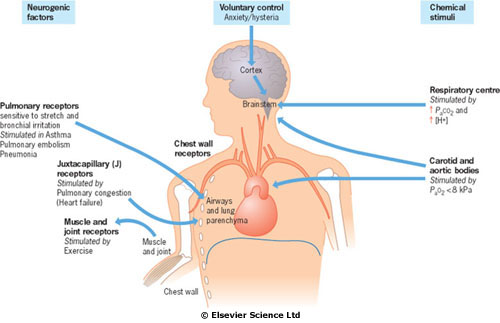 Neurogenic
factors
Voluntary control
Anxiety/hysteria
Chemical
stimuli
Cortex
Brainstem
Pulmonary receptors
sensitive to stretch and
bronchial irritation
Stimulated in Asthma
Pulmonary embolism
Pneumonia
Juxtacapillary (J)
receptors
Stimulated by
Pulmonary congestion
(Heart failure)
Muscle and
joint receptors
Stimulated by
Exercise
Chest wall
receptors
Airways
and lung
parenchyma
Muscle
and joint
Chest wall
Respiratory centre
Stimulated by
↑ PaCO2 and
↑ [H+]
Carotid and
aortic bodies
Stimulated by
PaO2 <8 kPa
© Elsevier Science Ltd